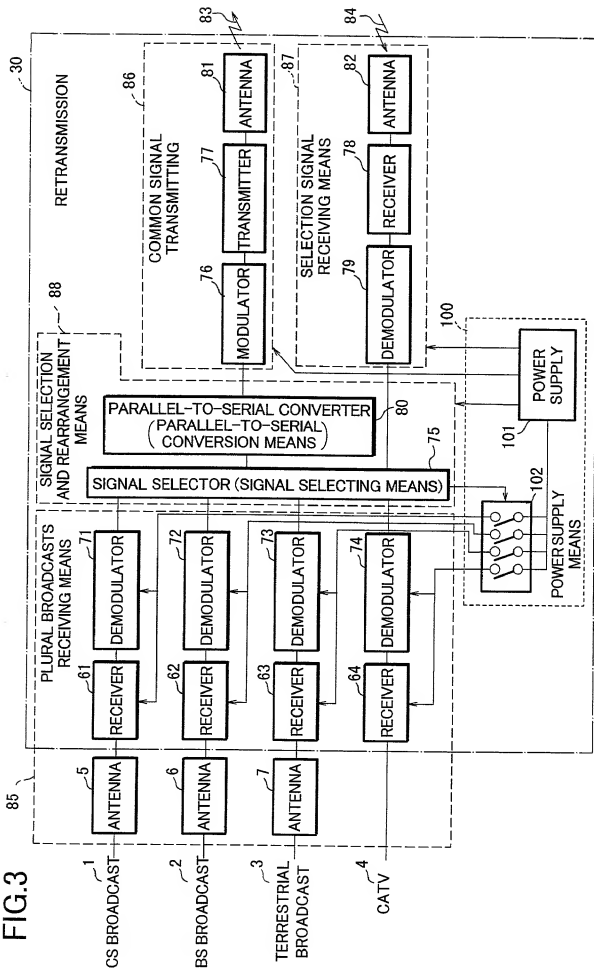 FIG.3
RETRANSMISSION
30
85
PLURAL BROADCASTS
RECEIVING MEANS
SIGNAL SELECTION
AND REARRANGEMENT
MEANS
88
COMMON SIGNAL
TRANSMITTING
86
SELECTION SIGNAL
RECEIVING MEANS
87
CS BROADCAST
1
ANTENNA
5
RECEIVER
61
DEMODULATOR
71
BS BROADCAST
2
ANTENNA
6
RECEIVER
62
DEMODULATOR
72
TERRESTRIAL
BROADCAST
3
ANTENNA
7
RECEIVER
63
DEMODULATOR
73
CATV
4
RECEIVER
64
DEMODULATOR
74
SIGNAL SELECTOR (SIGNAL SELECTING MEANS)
75
PARALLEL-TO-SERIAL CONVERTER
(PARALLEL-TO-SERIAL)
CONVERSION MEANS
80
MODULATOR
76
TRANSMITTER
77
ANTENNA
81
83
DEMODULATOR
79
RECEIVER
78
ANTENNA
82
84
POWER SUPPLY
MEANS
102
POWER
SUPPLY
101
100